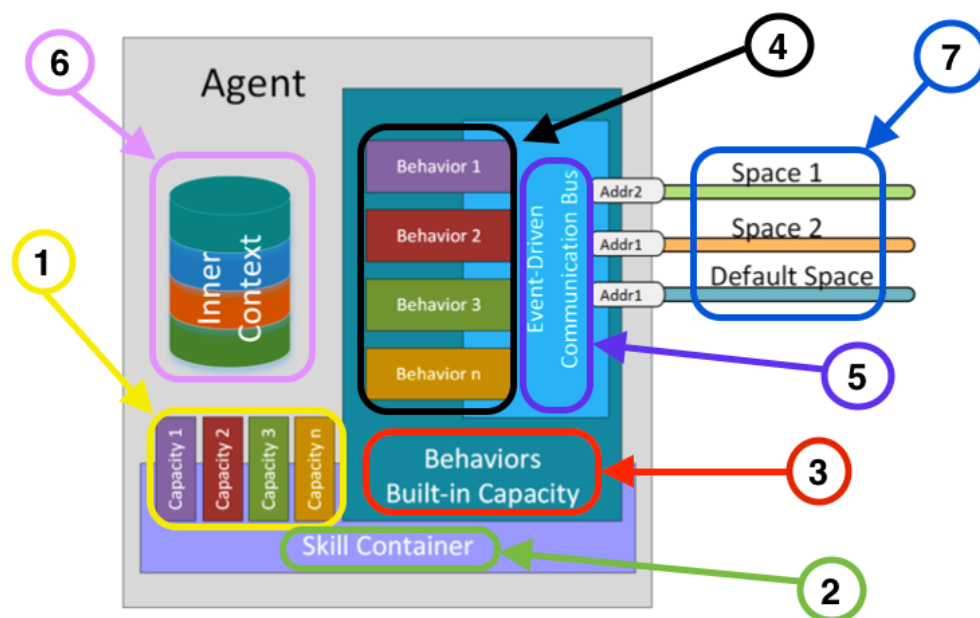 6
4
7
Agent
Behavior 1
Behavior 2
Behavior 3
Behavior n
Event-Driven
Communication Bus
Addr2
Addr1
Addr1
Space 1
Space 2
Default Space
1
Inner
Context
5
Capacity 1
Capacity 2
Capacity 3
Capacity n
Behaviors
Built-in Capacity
3
Skill Container
2